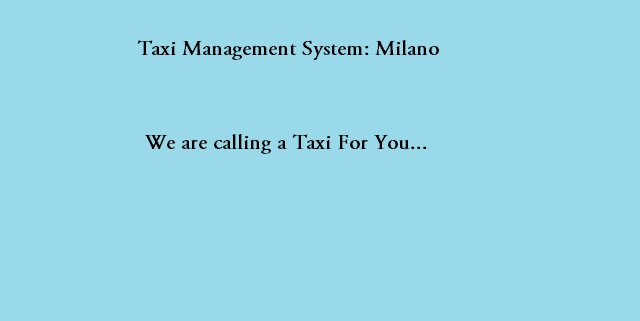 Taxi Management System: Milano
We are calling a Taxi For You...